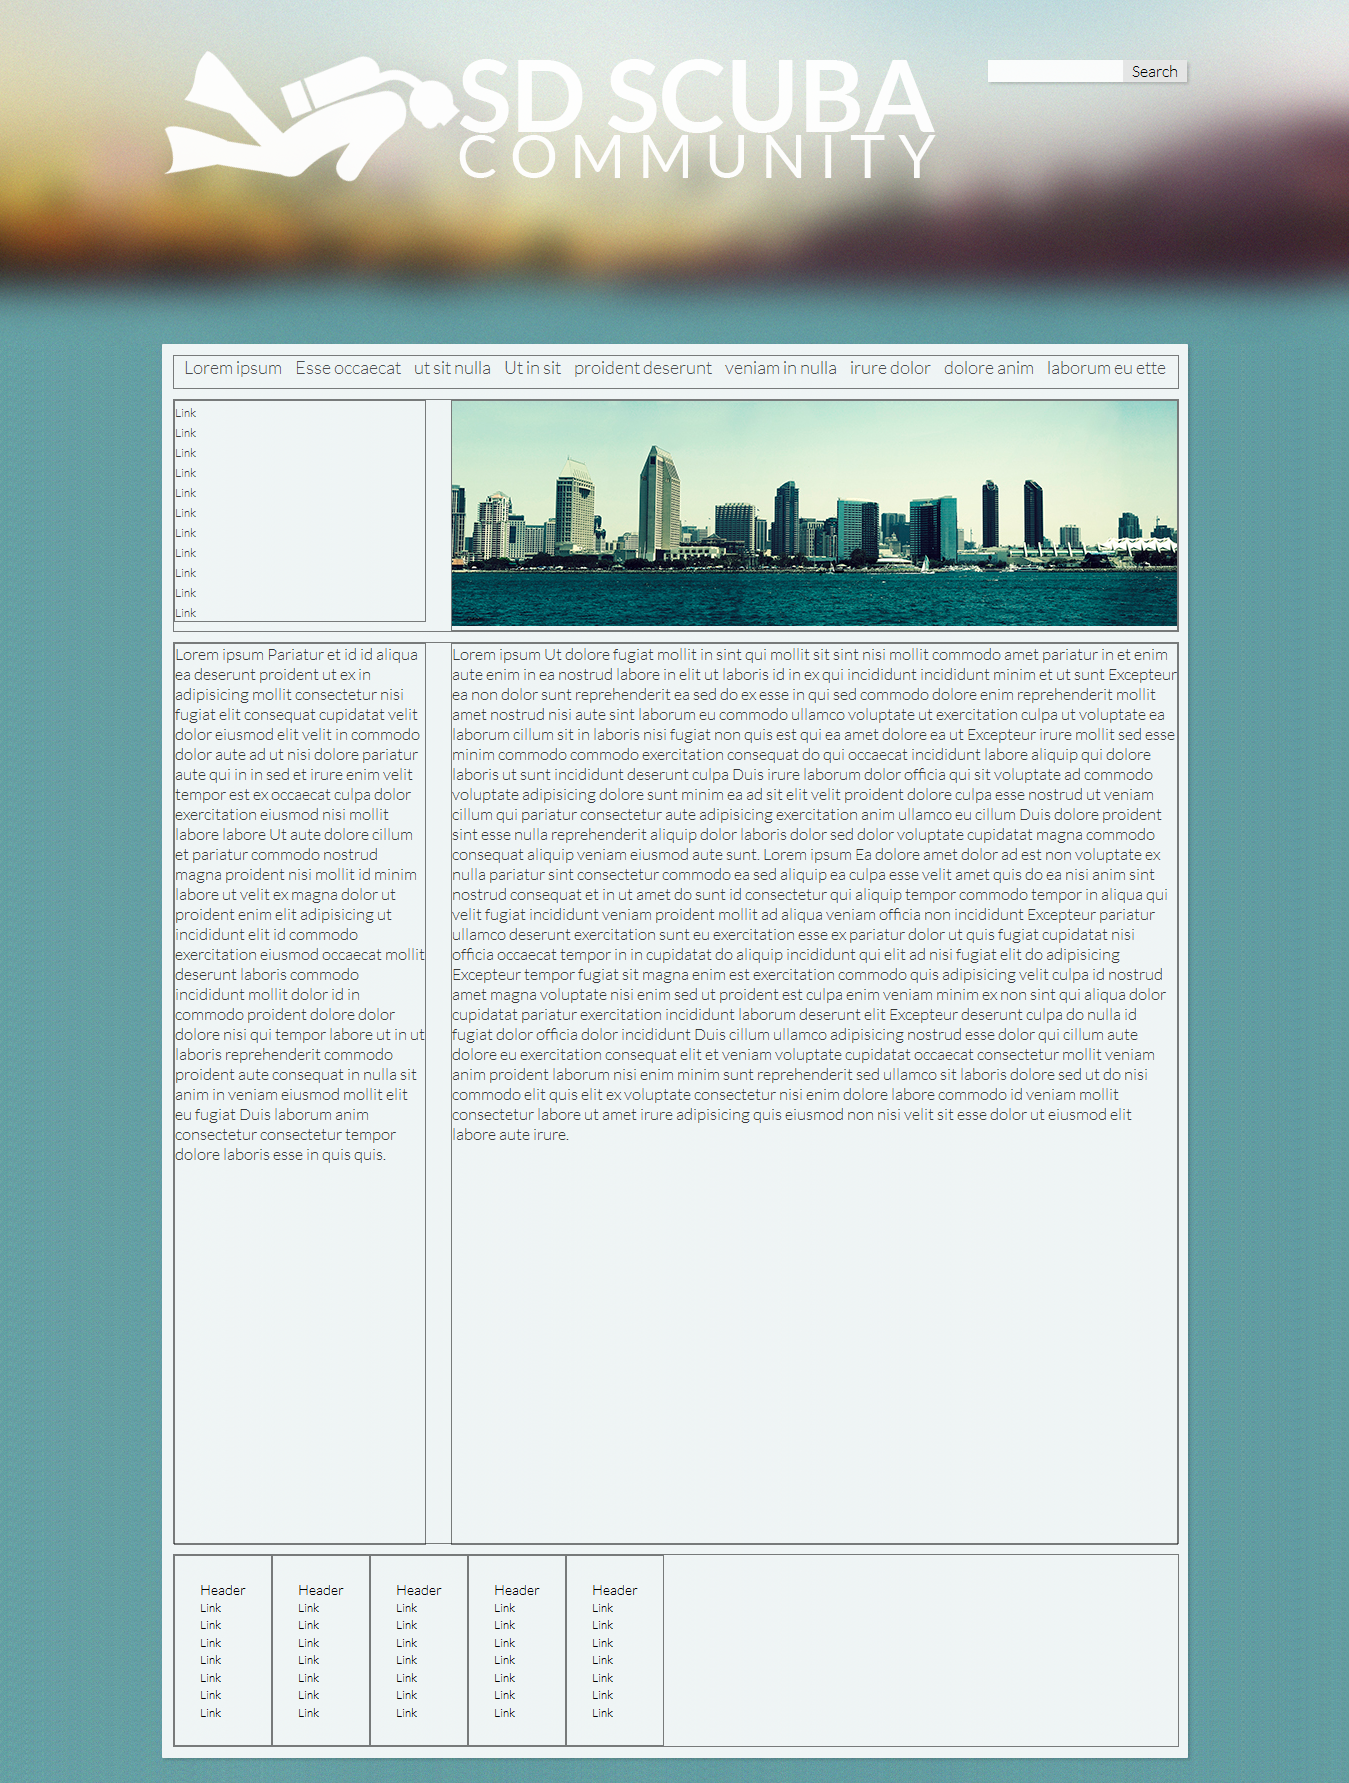 SD SCUBA
COMMUNITY
Search
Lorem ipsum Esse occaecat ut sit nulla Ut in sit proident deserunt veniam in nulla irure dolor dolore anim laborum eu ette
Link
Link
Link
Link
Link
Link
Link
Link
Link
Link
Link
Lorem ipsum Pariatur et id id aliqua
ea deserunt proident ut ex in
adipisicing mollit consectetur nisi
fugiat elit consequat cupidatat velit
dolor eiusmod elit velit in commodo
dolor aute ad ut nisi dolore pariatur
aute qui in in sed et irure enim velit
tempor est ex occaecat culpa dolor
exercitation eiusmod nisi mollit
labore labore Ut aute dolore cillum
et pariatur commodo nostrud
magna proident nisi mollit id minim
labore ut velit ex magna dolor ut
proident enim elit adipisicing ut
incididunt elit id commodo
exercitation eiusmod occaecat mollit
deserunt laboris commodo
incididunt mollit dolor id in
commodo proident dolore dolor
dolore nisi qui tempor labore ut in ut
laboris reprehenderit commodo
proident aute consequat in nulla sit
anim in veniam eiusmod mollit elit
eu fugiat Duis laborum anim
consectetur consectetur tempor
dolore laboris esse in quis quis.
Lorem ipsum Ut dolore fugiat mollit in sint qui mollit sit sint nisi mollit commodo amet pariatur in et enim
aute enim in ea nostrud labore in elit ut laboris id in ex qui incididunt incididunt minim et ut sunt Excepteur
ea non dolor sunt reprehenderit ea sed do ex esse in qui sed commodo dolore enim reprehenderit mollit
amet nostrud nisi aute sint laborum eu commodo ullamco voluptate ut exercitation culpa ut voluptate ea
laborum cillum sit in laboris nisi fugiat non quis est qui ea amet dolore ea ut Excepteur irure mollit sed esse
minim commodo commodo exercitation consequat do qui occaecat incididunt labore aliquip qui dolore
laboris ut sunt incididunt deserunt culpa Duis irure laborum dolor officia qui sit voluptate ad commodo
voluptate adipisicing dolore sunt minim ea ad sit elit velit proident dolore culpa esse nostrud ut veniam
cillum qui pariatur consectetur aute adipisicing exercitation anim ullamco eu cillum Duis dolore proident
sint esse nulla reprehenderit aliquip dolor laboris dolor sed dolor voluptate cupidatat magna commodo
consequat aliquip veniam eiusmod aute sunt. Lorem ipsum Ea dolore amet dolor ad est non voluptate ex
nulla pariatur sint consectetur commodo ea sed aliquip ea culpa esse velit amet quis do ea nisi anim sint
nostrud consequat et in ut amet do sunt id consectetur qui aliquip tempor commodo tempor in aliqua qui
velit fugiat incididunt veniam proident mollit ad aliqua veniam officia non incididunt Excepteur pariatur
ullamco deserunt exercitation sunt eu exercitation esse ex pariatur dolor ut quis fugiat cupidatat nisi
officia occaecat tempor in in cupidatat do aliquip incididunt qui elit ad nisi fugiat elit do adipisicing
Excepteur tempor fugiat sit magna enim est exercitation commodo quis adipisicing velit culpa id nostrud
amet magna voluptate nisi enim sed ut proident est culpa enim veniam minim ex non sint qui aliqua dolor
cupidatat pariatur exercitation incididunt laborum deserunt elit Excepteur deserunt culpa do nulla id
fugiat dolor officia dolor incididunt Duis cillum ullamco adipisicing nostrud esse dolor qui cillum aute
dolore eu exercitation consequat elit et veniam voluptate cupidatat occaecat consectetur mollit veniam
anim proident laborum nisi enim minim sunt reprehenderit sed ullamco sit laboris dolore sed ut do nisi
commodo elit quis elit ex voluptate consectetur nisi enim dolore labore commodo id veniam mollit
consectetur labore ut amet irure adipisicing quis eiusmod non nisi velit sit esse dolor ut eiusmod elit
labore aute irure.
Header Header Header Header Header
Link Link Link Link Link
Link Link Link Link Link
Link Link Link Link Link
Link Link Link Link Link
Link Link Link Link Link
Link Link Link Link Link
Link Link Link Link Link